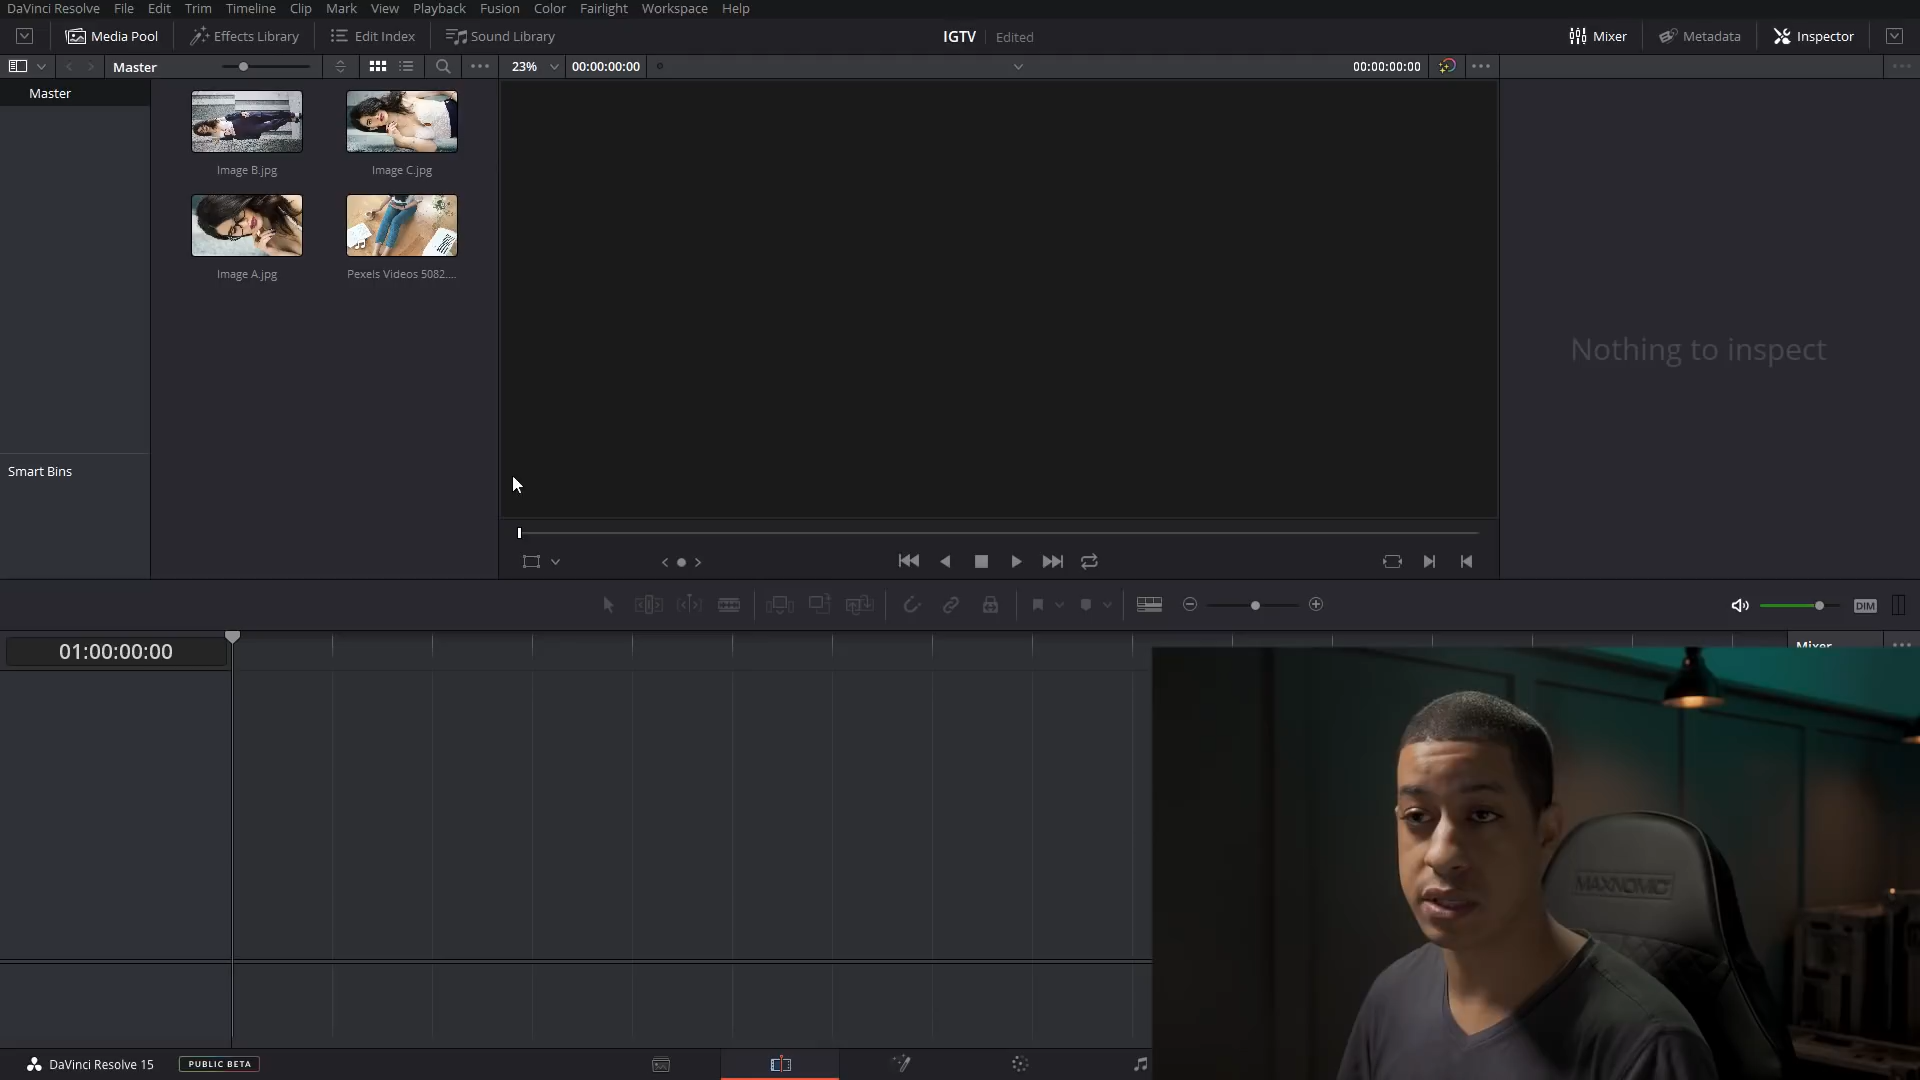 DaVinci Resolve File Edit Trim Timeline Clip Mark View Playback Fusion Color Fairlight Workspace Help
Media Pool Effects Library Edit Index Sound Library IGTV Edited Mixer Metadata Inspector
Master 23% 00:00:00:00 00:00:00:00
Master
Image B.jpg Image C.jpg
Image A.jpg Pexels Videos 5082....
Nothing to inspect
Smart Bins
DIM
01:00:00:00
Mixer
MAXNOMIC
DaVinci Resolve 15 PUBLIC BETA